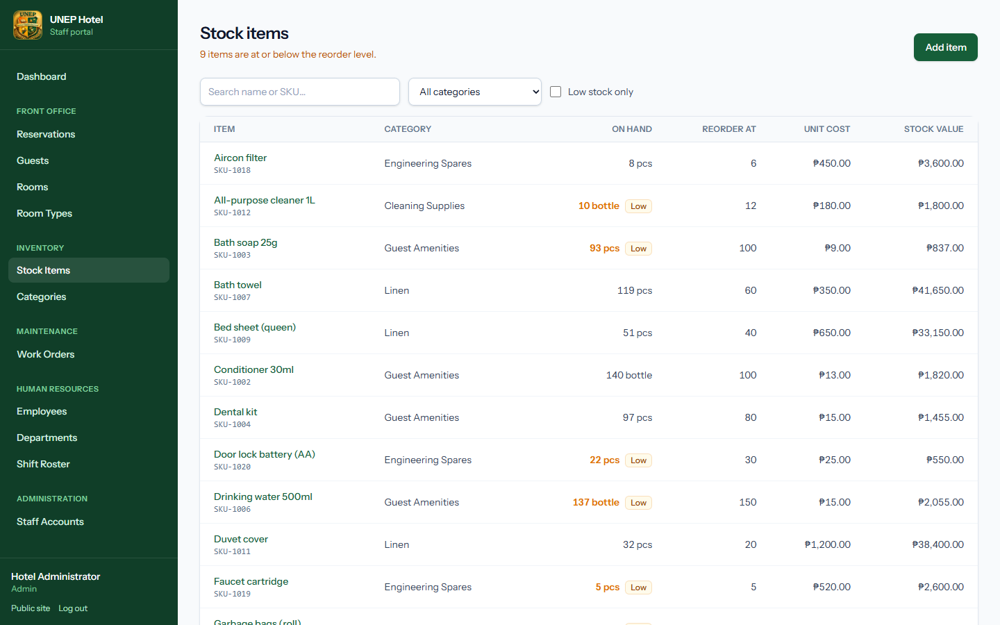 UNEP
UNEP Hotel
Staff portal
Dashboard
FRONT OFFICE
Reservations
Guests
Rooms
Room Types
INVENTORY
Stock Items
Categories
MAINTENANCE
Work Orders
HUMAN RESOURCES
Employees
Departments
Shift Roster
ADMINISTRATION
Staff Accounts
Hotel Administrator
Admin
Public site Log out
Stock items
9 items are at or below the reorder level.
Add item
Search name or SKU...
All categories
Low stock only
ITEM CATEGORY ON HAND REORDER AT UNIT COST STOCK VALUE
Aircon filter
SKU-1018
Engineering Spares 8 pcs 6 ₱450.00 ₱3,600.00
All-purpose cleaner 1L
SKU-1012
Cleaning Supplies 10 bottle Low 12 ₱180.00 ₱1,800.00
Bath soap 25g
SKU-1003
Guest Amenities 93 pcs Low 100 ₱9.00 ₱837.00
Bath towel
SKU-1007
Linen 119 pcs 60 ₱350.00 ₱41,650.00
Bed sheet (queen)
SKU-1009
Linen 51 pcs 40 ₱650.00 ₱33,150.00
Conditioner 30ml
SKU-1002
Guest Amenities 140 bottle 100 ₱13.00 ₱1,820.00
Dental kit
SKU-1004
Guest Amenities 97 pcs 80 ₱15.00 ₱1,455.00
Door lock battery (AA)
SKU-1020
Engineering Spares 22 pcs Low 30 ₱25.00 ₱550.00
Drinking water 500ml
SKU-1006
Guest Amenities 137 bottle Low 150 ₱15.00 ₱2,055.00
Duvet cover
SKU-1011
Linen 32 pcs 20 ₱1,200.00 ₱38,400.00
Faucet cartridge
SKU-1019
Engineering Spares 5 pcs Low 5 ₱520.00 ₱2,600.00
Garbage bags (roll)